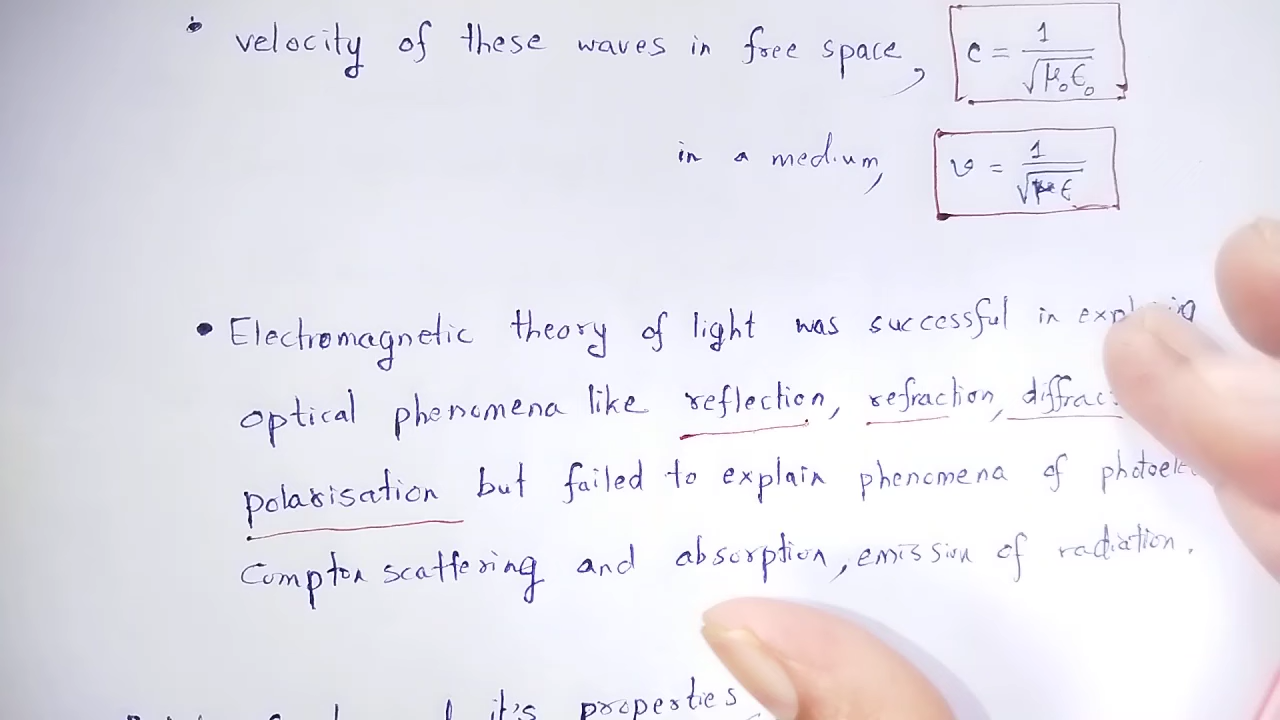 • velocity of these waves in free space, c = 1/√μ₀ϵ₀
in a medium, v = 1/√μϵ
• Electromagnetic theory of light was successful in
optical phenomena like reflection, refraction,
polarisation but failed to explain phenomena of
Compton scattering and absorption, emission of radiation.
it's properties